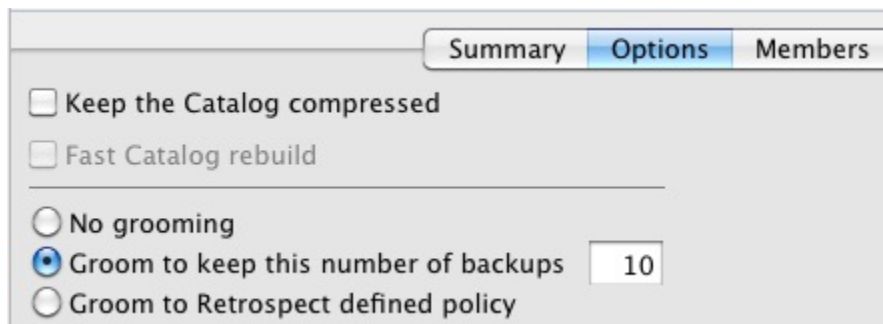 Summary Options Members
Keep the Catalog compressed
Fast Catalog rebuild
No grooming
Groom to keep this number of backups 10
Groom to Retrospect defined policy